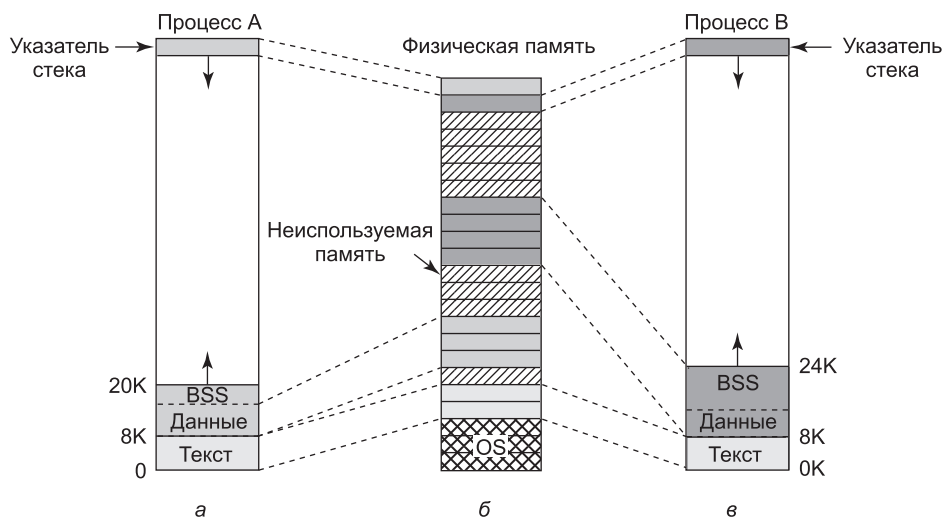 Процесс A
Физическая память
Процесс B
Указатель
стека
Указатель
стека
Неиспользуемая
память
20K
BSS
Данные
8K
Текст
0
OS
24K
BSS
Данные
8K
Текст
0K
а
б
в